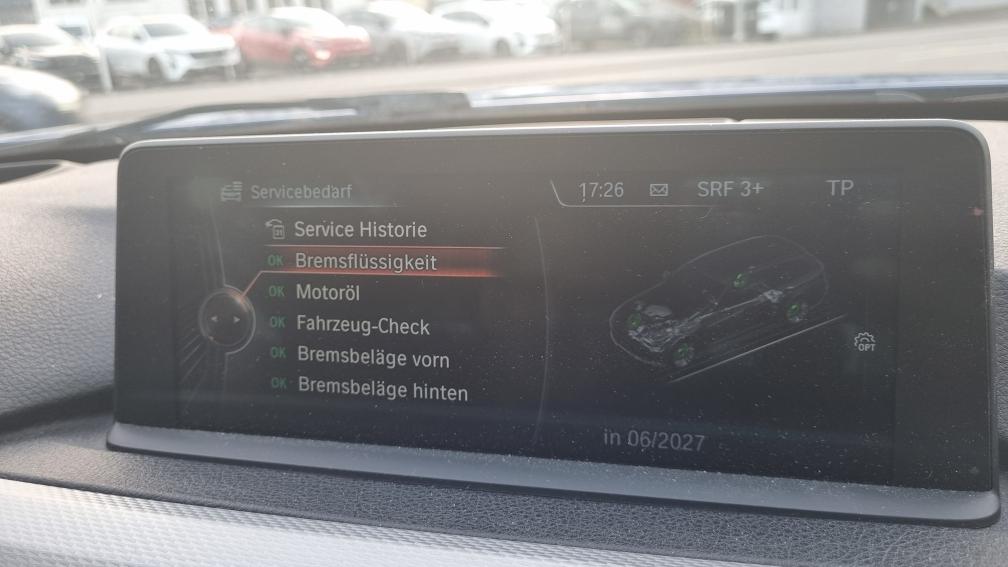 Servicebedarf
17:26 SRF 3+ TP
Service Historie
OK Bremsflüssigkeit
OK Motoröl
OK Fahrzeug-Check
OK Bremsbeläge vorn
OK Bremsbeläge hinten
OPT
in 06/2027